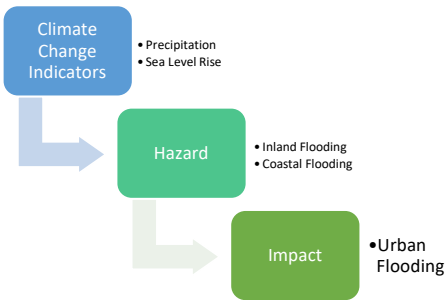 Climate
Change
Indicators
• Precipitation
• Sea Level Rise
Hazard
• Inland Flooding
• Coastal Flooding
Impact
• Urban
Flooding